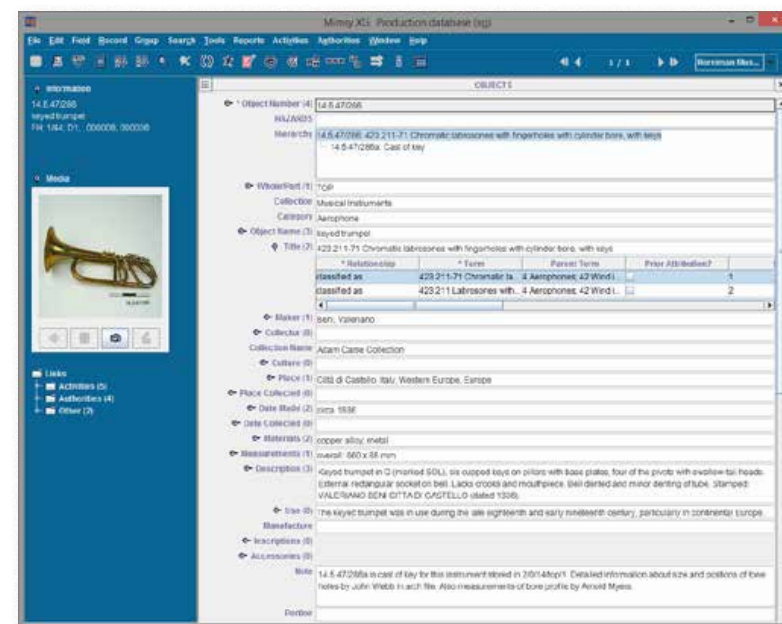 Mimsy XG: Production database (xg)
File Edit Field Record Group Search Tools Reports Activities Authorities Window Help
1 / 1
Information
14.5.47/286
keyed trumpet
Media
Links
Activities (5)
Authorities (4)
Other (2)
OBJECTS
* Object Number (4) 14.5.47/286
HAZARDS
Hierarchy 14.5.47/286: 423.211-71 Chromatic labrosones with fingerholes with cylinder bore, with keys
14.5.47/286a: Cast of key
Whole/Part (1) TOP
Collection Musical Instruments
Category Aerophone
Object Name (3) keyed trumpet
Title (2) 423.211-71 Chromatic labrosones with fingerholes with cylinder bore, with keys
* Relationship * Term Parent Term Prior Attribution?
classified as 423.211-71 Chromatic la... 4 Aerophones; 42 Wind i... 1
classified as 423.211 Labrosones with... 4 Aerophones; 42 Wind i... 2
Maker (1) Beni, Valeriano
Collector (0)
Collection Name Adam Carse Collection
Culture (0)
Place (1) Città di Castello, Italy, Western Europe, Europe
Place Collected (0)
Date Made (2) circa
Date Collected (0)
Materials (2) copper alloy; metal
Measurements (1) overall:
Description (3) Keyed trumpet in G (marked SOL), six cupped keys on pillars with base plates, four of the pivots with swallow-tail heads.
External rectangular socket on bell. Lacks crooks and mouthpiece. Bell dented and minor denting of tube. Stamped:
VALERIANO BENI CITTA DI CASTELLO
Use (0) The keyed trumpet was in use during the late eighteenth and early nineteenth century, particularly in continental Europe.
Manufacture
Inscriptions (0)
Accessories (0)
Note 14.5.47/286a is cast of key for this instrument stored in Detailed information about size and positions of tone
holes by John Webb in arch file. Also measurements of bore profile by Arnold Myers.
Portion